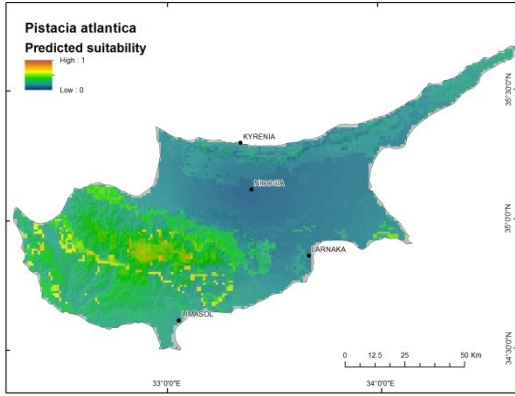 Pistacia atlantica
Predicted suitability
High : 1
Low : 0
KYRENIA
NICOSIA
LARNAKA
35°30'0"N
35°0'0"N
34°30'0"N
0 12.5 25 50 Km
33°0'0"E 34°0'0"E